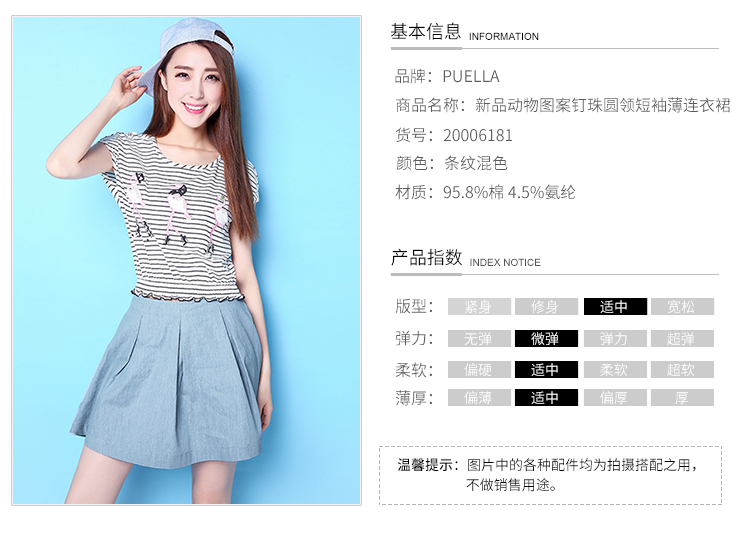 基本信息 INFORMATION
品牌：PUELLA
商品名称：新品动物图案钉珠圆领短袖薄连衣裙
货号：20006181
颜色：条纹混色
材质：95.8%棉 4.5%氨纶
产品指数 INDEX NOTICE
版型： 紧身 修身 适中 宽松
弹力： 无弹 微弹 弹力 超弹
柔软： 偏硬 适中 柔软 超软
薄厚： 偏薄 适中 偏厚 厚
温馨提示：图片中的各种配件均为拍摄搭配之用，
不做销售用途。